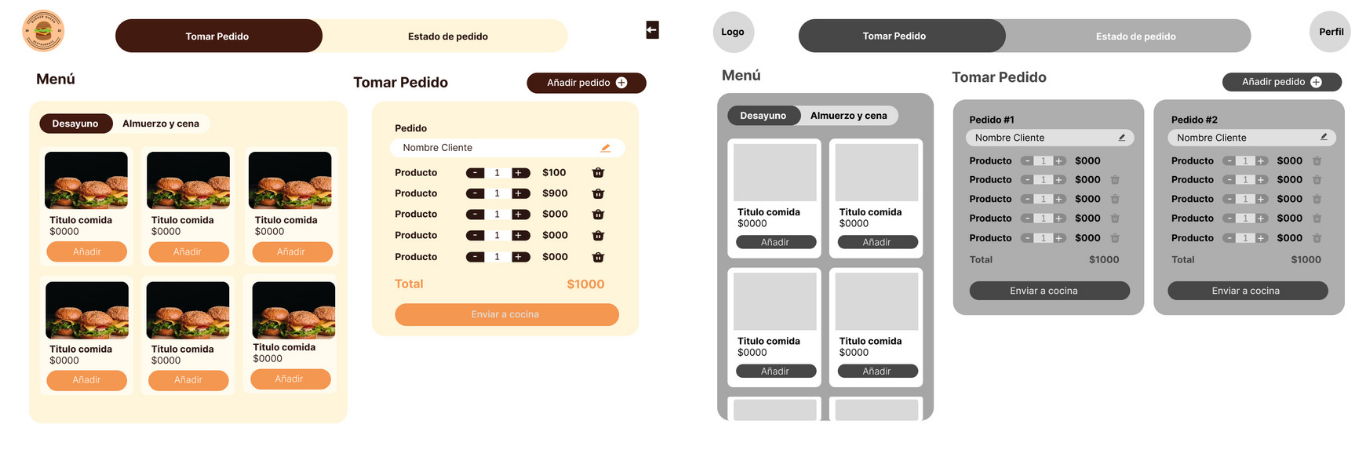 Tomar Pedido
Estado de pedido
Menú
Tomar Pedido
Añadir pedido
Desayuno
Almuerzo y cena
Titulo comida
$0000
Añadir
Titulo comida
$0000
Añadir
Titulo comida
$0000
Añadir
Titulo comida
$0000
Añadir
Titulo comida
$0000
Añadir
Titulo comida
$0000
Añadir
Pedido
Nombre Cliente
Producto - 1 + $100
Producto - 1 + $900
Producto - 1 + $000
Producto - 1 + $000
Producto - 1 + $000
Total $1000
Enviar a cocina
Logo
Tomar Pedido
Estado de pedido
Perfil
Menú
Tomar Pedido
Añadir pedido
Desayuno
Almuerzo y cena
Titulo comida
$0000
Añadir
Titulo comida
$0000
Añadir
Titulo comida
$0000
Añadir
Titulo comida
$0000
Añadir
Pedido #1
Nombre Cliente
Producto - 1 + $000
Producto - 1 + $000
Producto - 1 + $000
Producto - 1 + $000
Producto - 1 + $000
Total $1000
Enviar a cocina
Pedido #2
Nombre Cliente
Producto - 1 + $000
Producto - 1 + $000
Producto - 1 + $000
Producto - 1 + $000
Producto - 1 + $000
Total $1000
Enviar a cocina